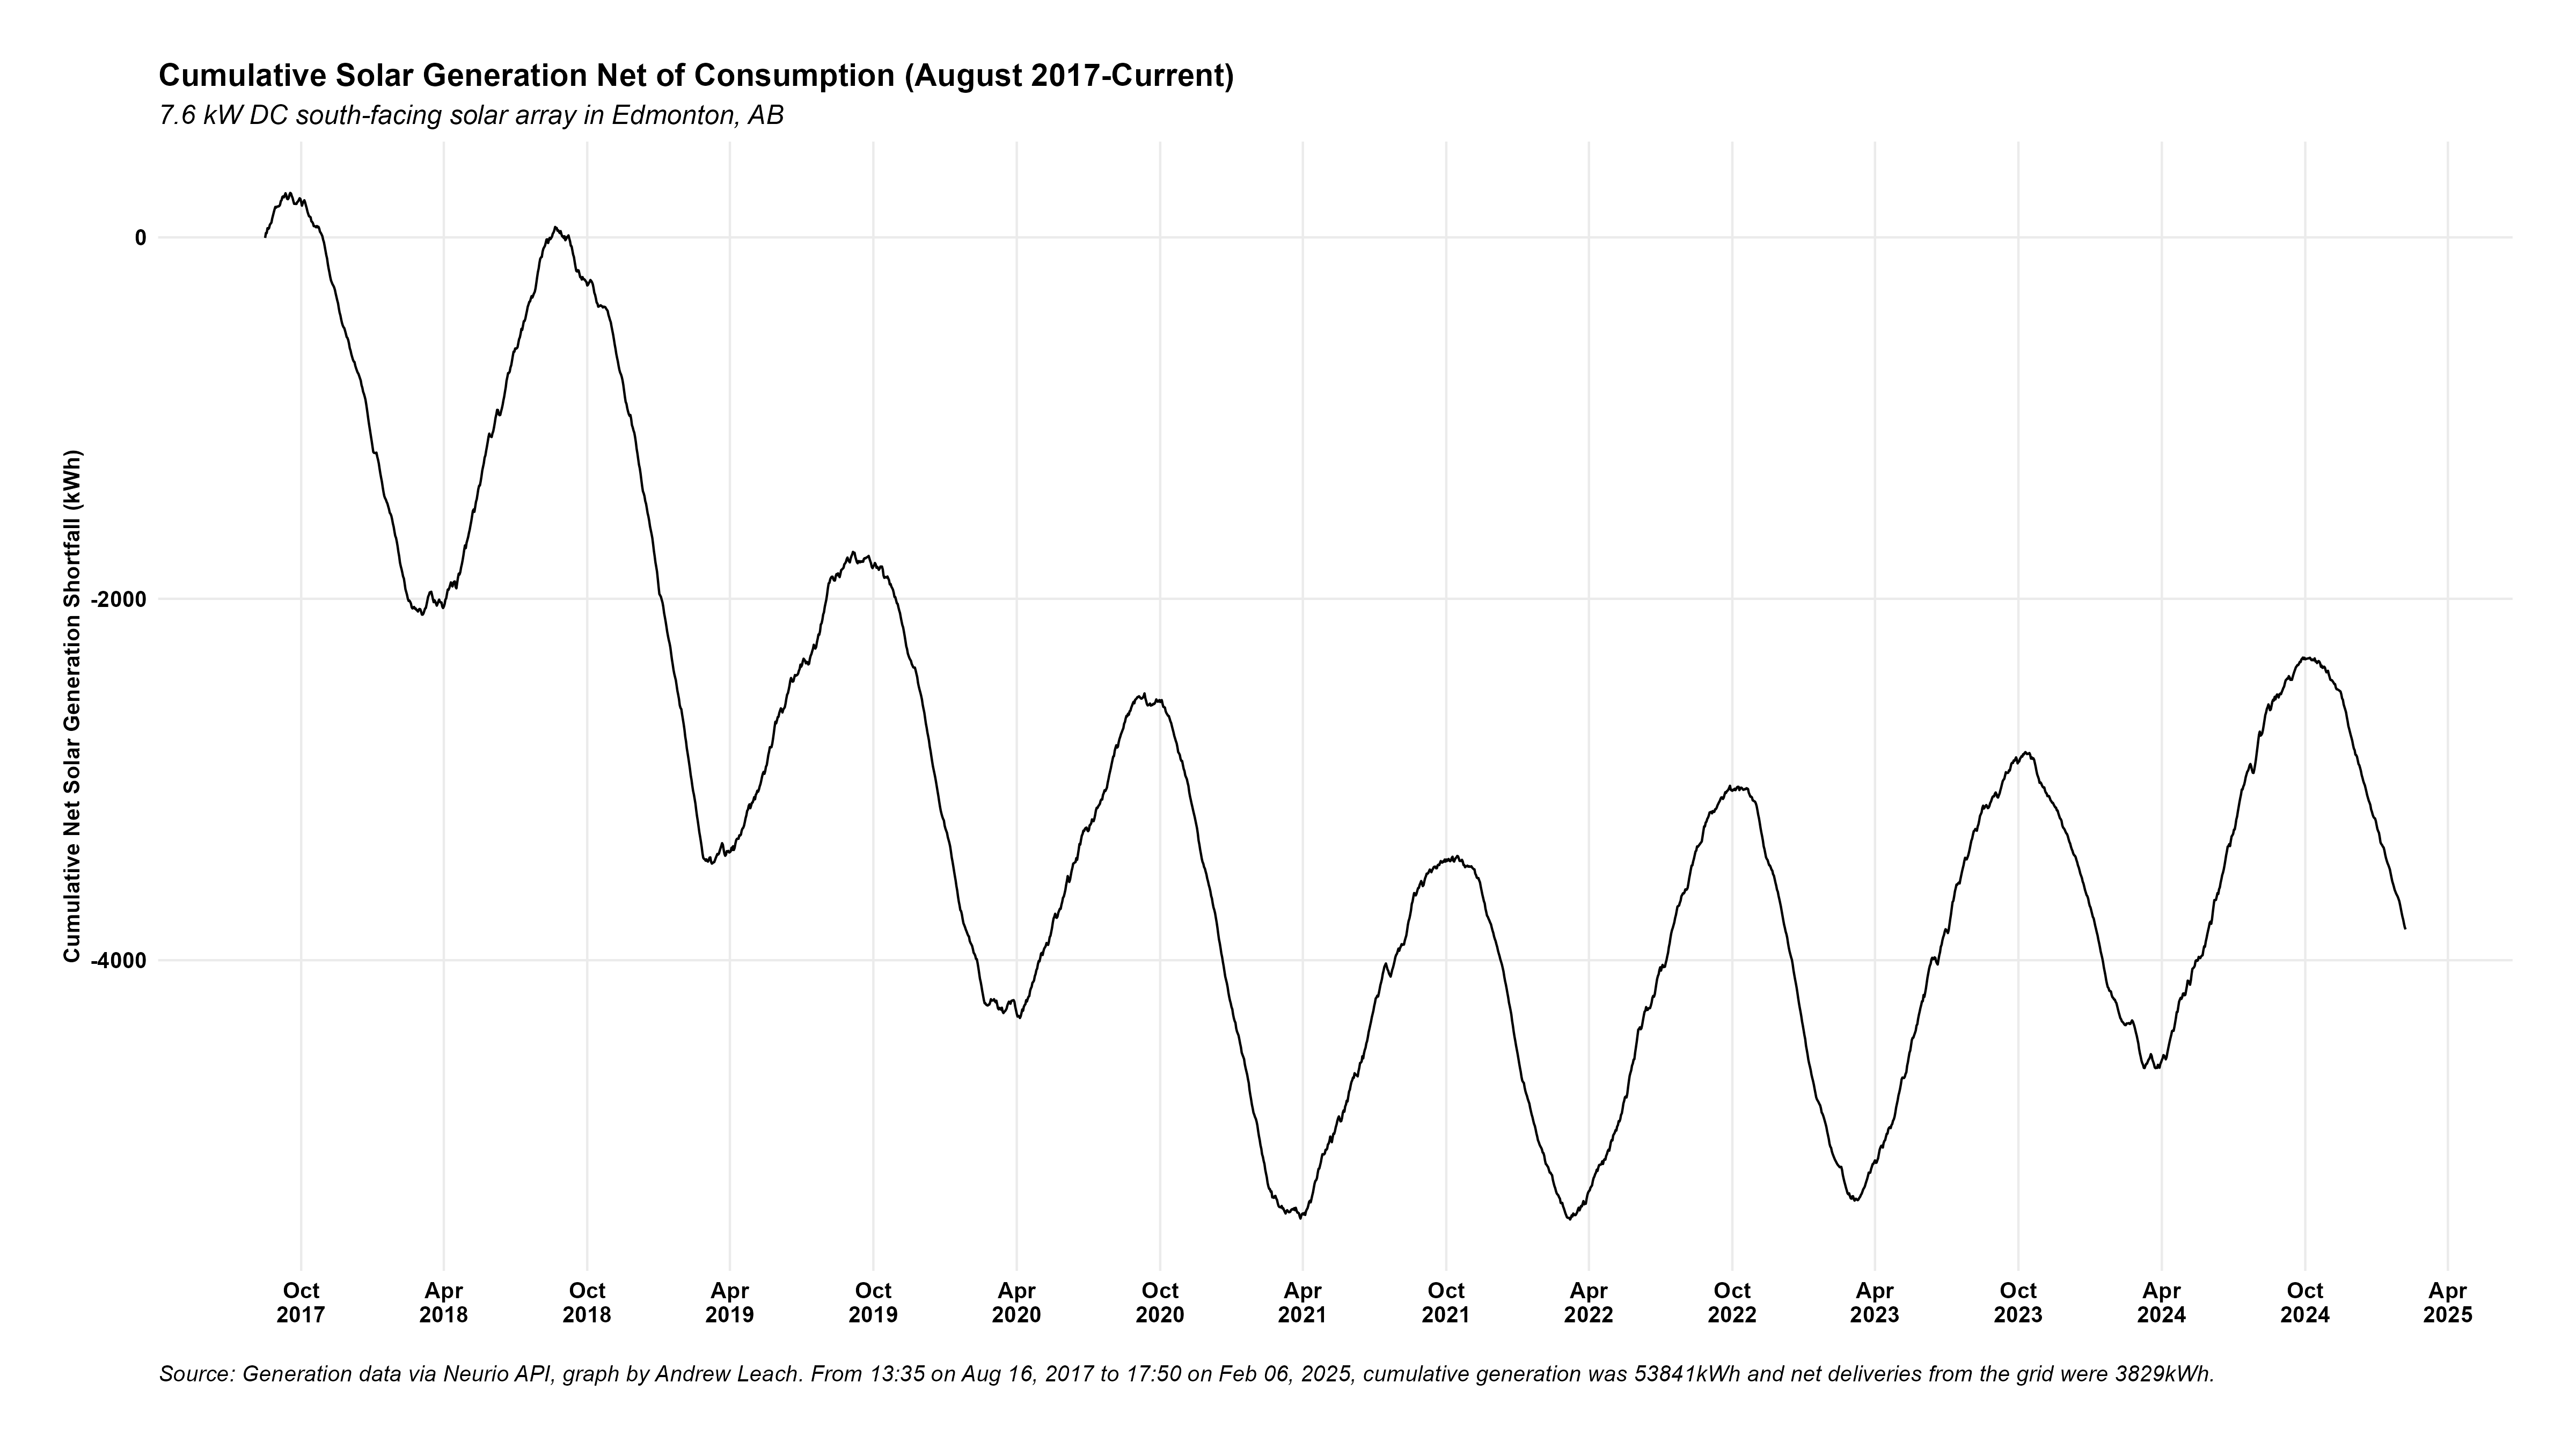 Cumulative Solar Generation Net of Consumption (August 2017-Current)
7.6 kW DC south-facing solar array in Edmonton, AB
Cumulative Net Solar Generation Shortfall (kWh)
0
-2000
-4000
Oct 2017
Apr 2018
Oct 2018
Apr 2019
Oct 2019
Apr 2020
Oct 2020
Apr 2021
Oct 2021
Apr 2022
Oct 2022
Apr 2023
Oct 2023
Apr 2024
Oct 2024
Apr 2025
Source: Generation data via Neurio API, graph by Andrew Leach. From 13:35 on Aug 16, 2017 to 17:50 on Feb 06, 2025, cumulative generation was 53841kWh and net deliveries from the grid were 3829kWh.